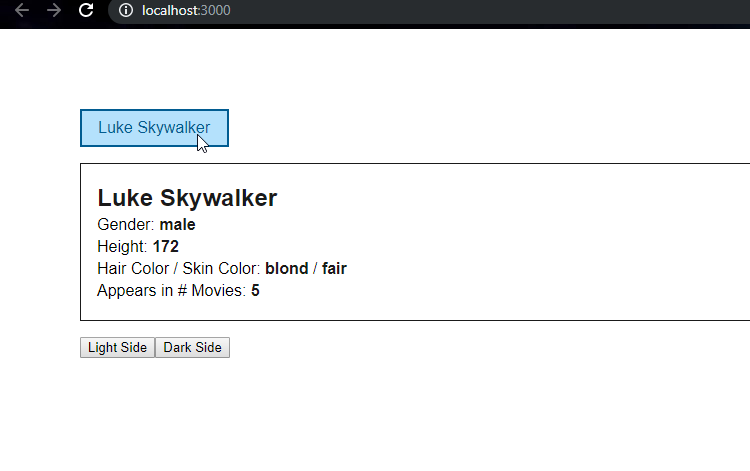 localhost:3000
Luke Skywalker
Luke Skywalker
Gender: male
Height: 172
Hair Color / Skin Color: blond / fair
Appears in # Movies: 5
Light Side Dark Side